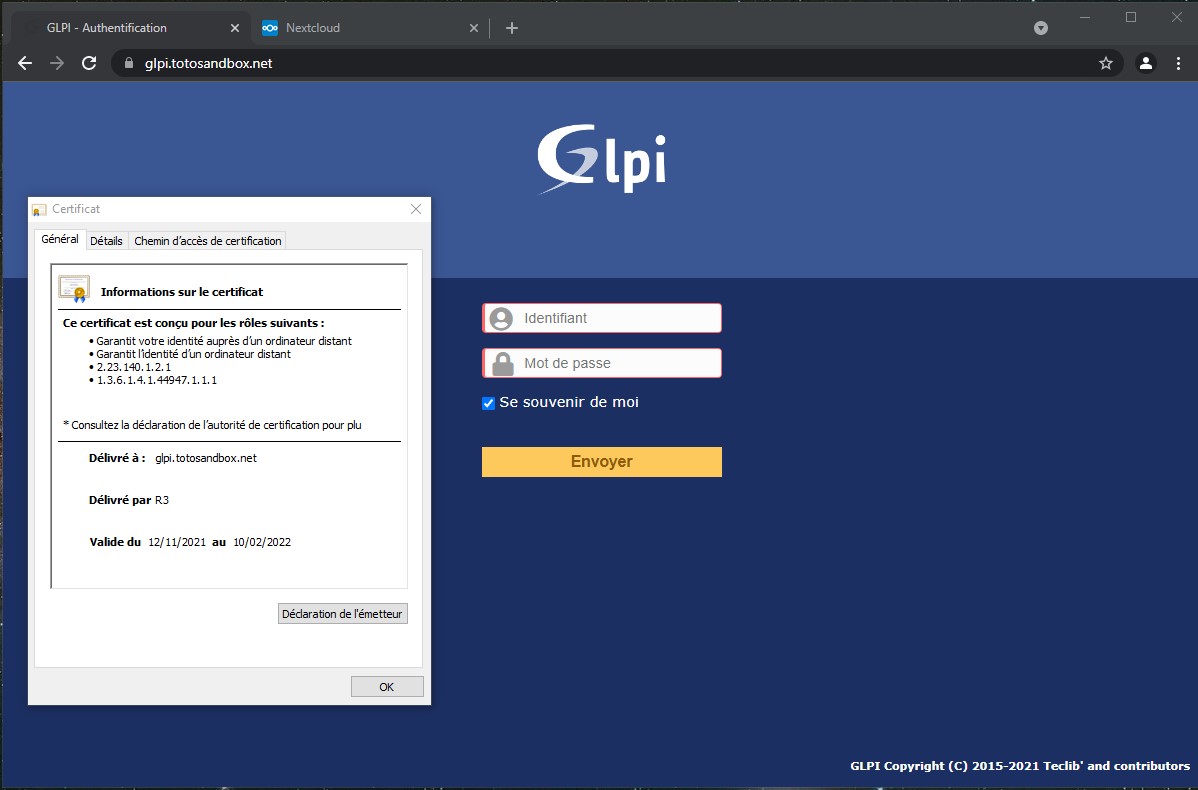 GLPI - Authentification
Nextcloud
glpi.totosandbox.net
Glpi
Certificat
Général
Détails
Chemin d'accès de certification
Informations sur le certificat
Ce certificat est conçu pour les rôles suivants :
• Garantit votre identité auprès d'un ordinateur distant
• Garantit l'identité d'un ordinateur distant
• 2.23.140.1.2.1
• 1.3.6.1.4.1.44947.1.1.1
* Consultez la déclaration de l'autorité de certification pour plu
Délivré à : glpi.totosandbox.net
Délivré par R3
Valide du 12/11/2021 au 10/02/2022
Déclaration de l'émetteur
OK
Identifiant
Mot de passe
Se souvenir de moi
Envoyer
GLPI Copyright (C) 2015-2021 Teclib' and contributors